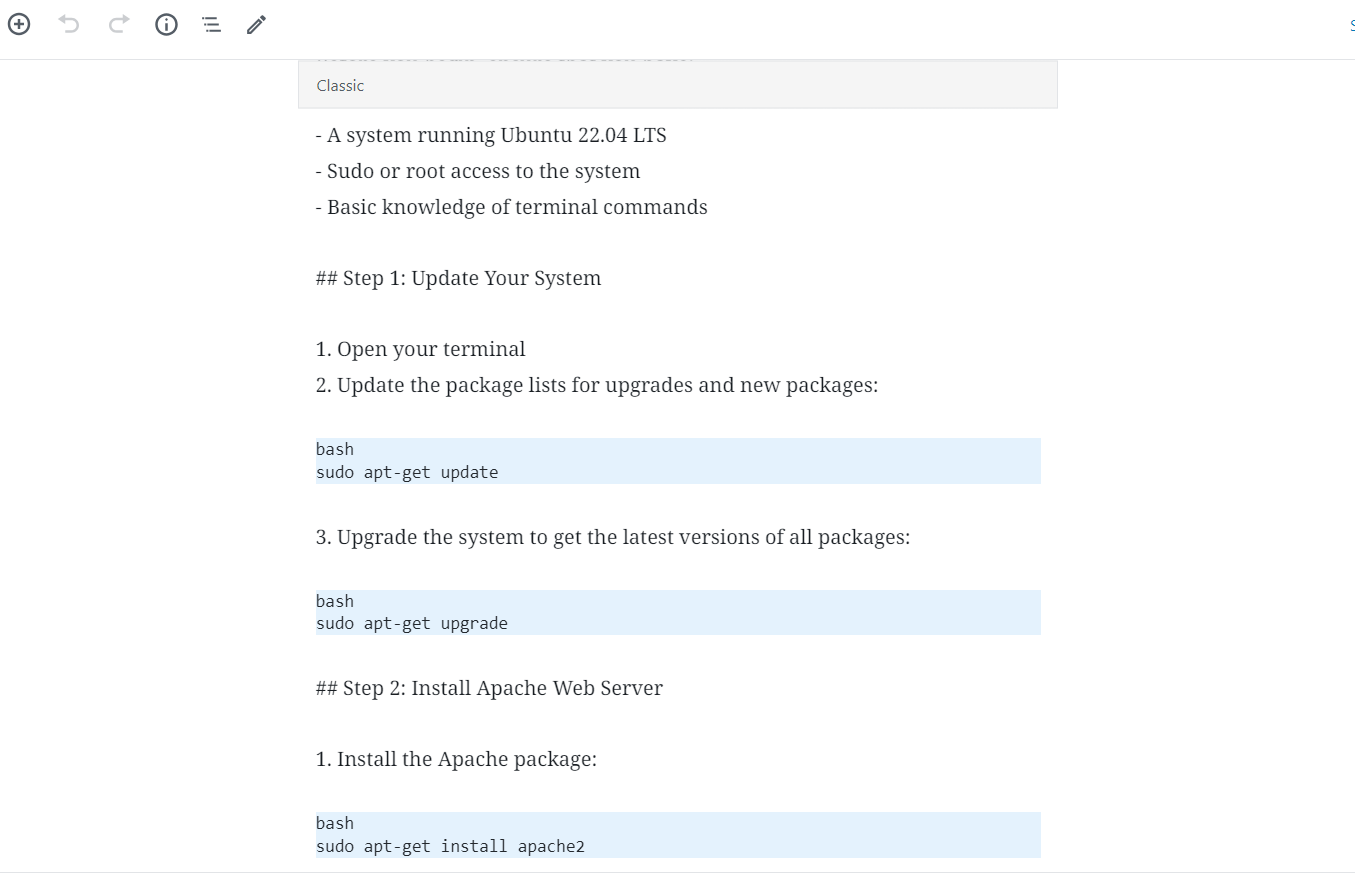 Classic
- A system running Ubuntu 22.04 LTS
- Sudo or root access to the system
- Basic knowledge of terminal commands
## Step 1: Update Your System
1. Open your terminal
2. Update the package lists for upgrades and new packages:
bash
sudo apt-get update
3. Upgrade the system to get the latest versions of all packages:
bash
sudo apt-get upgrade
## Step 2: Install Apache Web Server
1. Install the Apache package:
bash
sudo apt-get install apache2